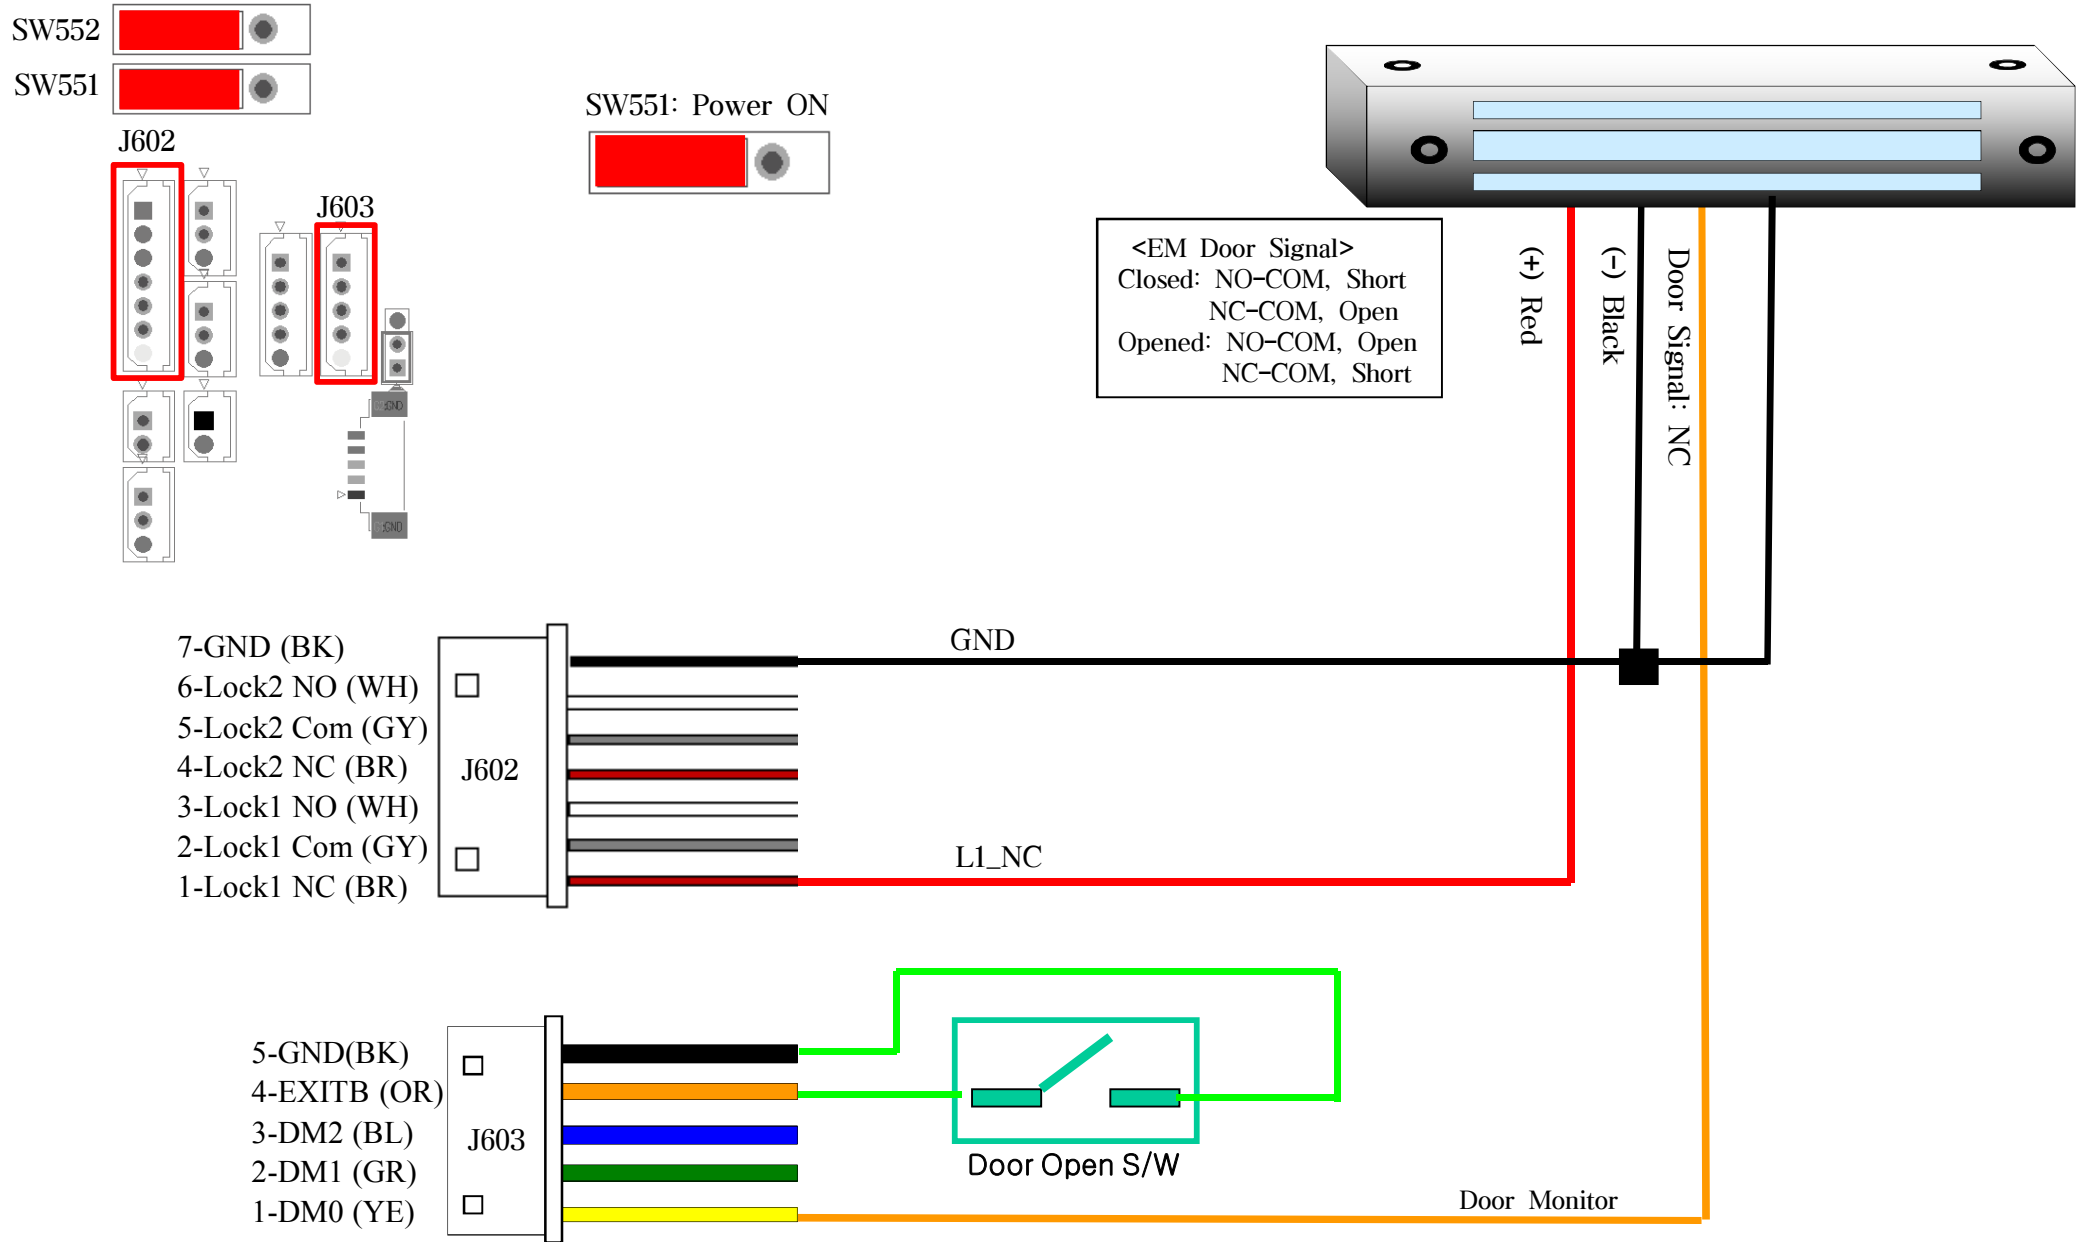 SW552
SW551
J602
J603
SW551: Power ON
<EM Door Signal>
Closed: NO-COM, Short
NC-COM, Open
Opened: NO-COM, Open
NC-COM, Short
(+) Red
(-) Black
Door Signal: NC
:GND
:GND
7-GND (BK)
6-Lock2 NO (WH)
5-Lock2 Com (GY)
4-Lock2 NC (BR)
3-Lock1 NO (WH)
2-Lock1 Com (GY)
1-Lock1 NC (BR)
J602
GND
L1_NC
5-GND(BK)
4-EXITB (OR)
3-DM2 (BL)
2-DM1 (GR)
1-DM0 (YE)
J603
Door Open S/W
Door Monitor